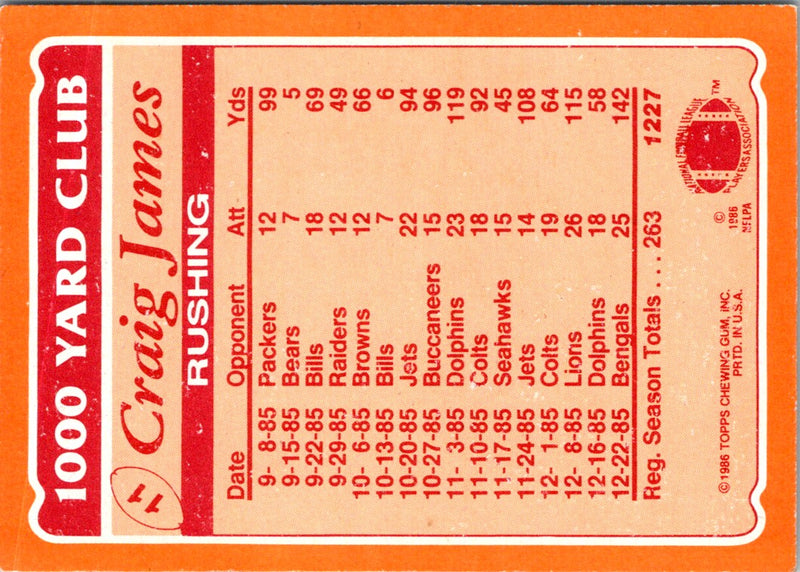 1000 YARD CLUB
11 Craig James
RUSHING
Date Opponent Att Yds
9- 8-85 Packers 12 99
9-15-85 Bears 7 5
9-22-85 Bills 18 69
9-29-85 Raiders 12 49
10- 6-85 Browns 12 66
10-13-85 Bills 7 6
10-20-85 Jets 22 94
10-27-85 Buccaneers 15 96
11- 3-85 Dolphins 23 119
11-10-85 Colts 18 92
11-17-85 Seahawks 15 45
11-24-85 Jets 14 108
12- 1-85 Colts 19 64
12- 8-85 Lions 26 115
12-16-85 Dolphins 18 58
12-22-85 Bengals 25 142
Reg. Season Totals . . . 263 1227
© 1986 TOPPS CHEWING GUM, INC.
PRTD. IN U.S.A.
©
1986
NFLPA
NATIONAL FOOTBALL LEAGUE
PLAYERS ASSOCIATION
TM